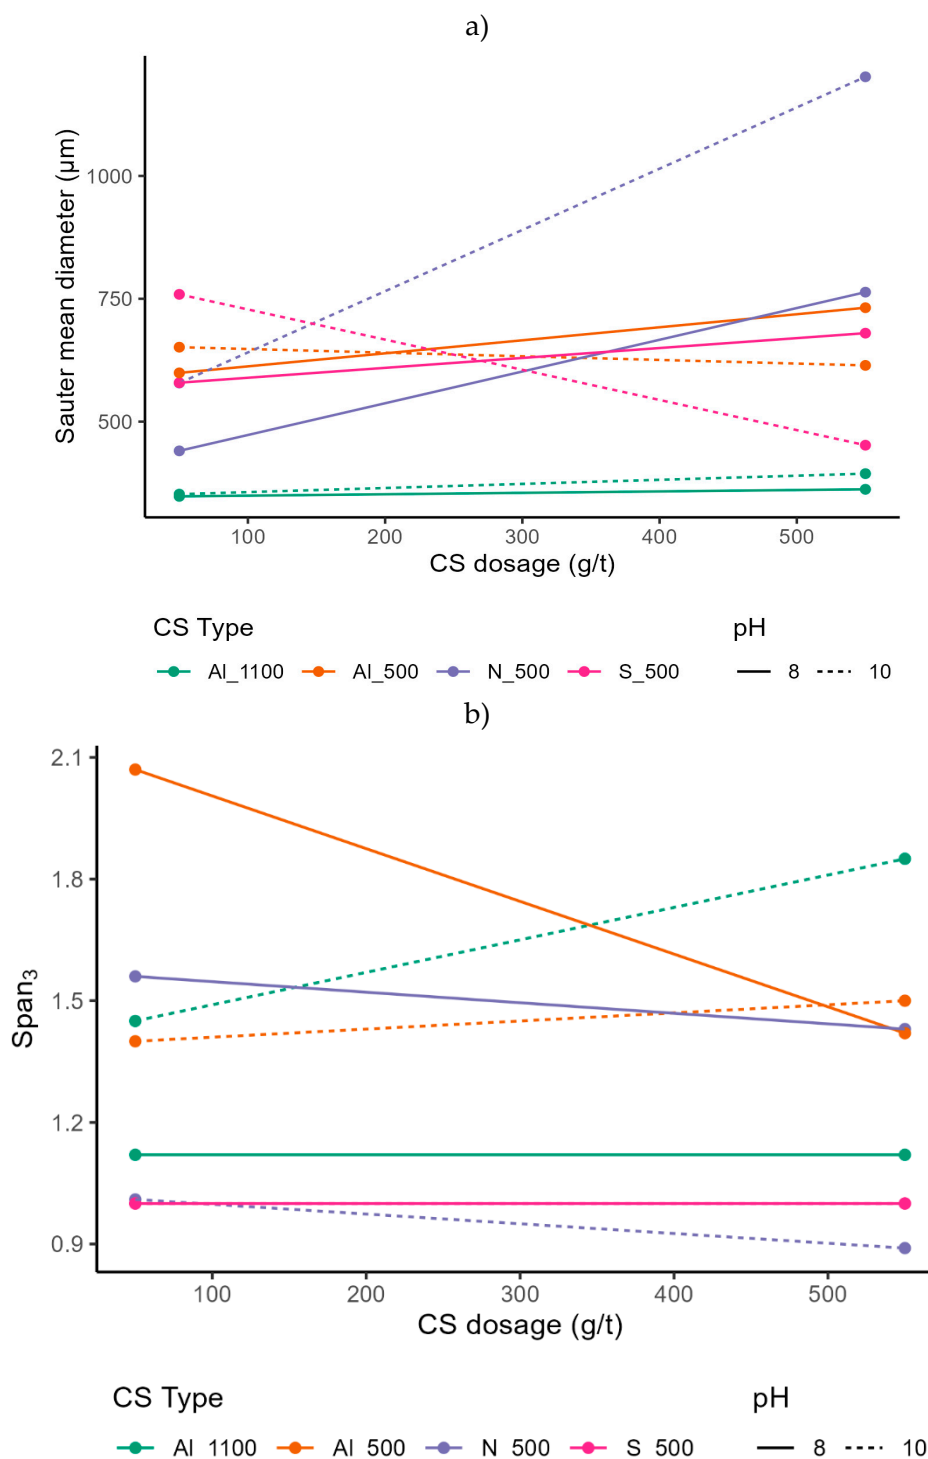 a)
Sauter mean diameter (μm)
1000
750
500
100 200 300 400 500
CS dosage (g/t)
CS Type pH
Al_1100 Al_500 N_500 S_500 8 10
b)
Span₃
2.1
1.8
1.5
1.2
0.9
100 200 300 400 500
CS dosage (g/t)
CS Type pH
Al 1100 Al 500 N 500 S 500 8 10